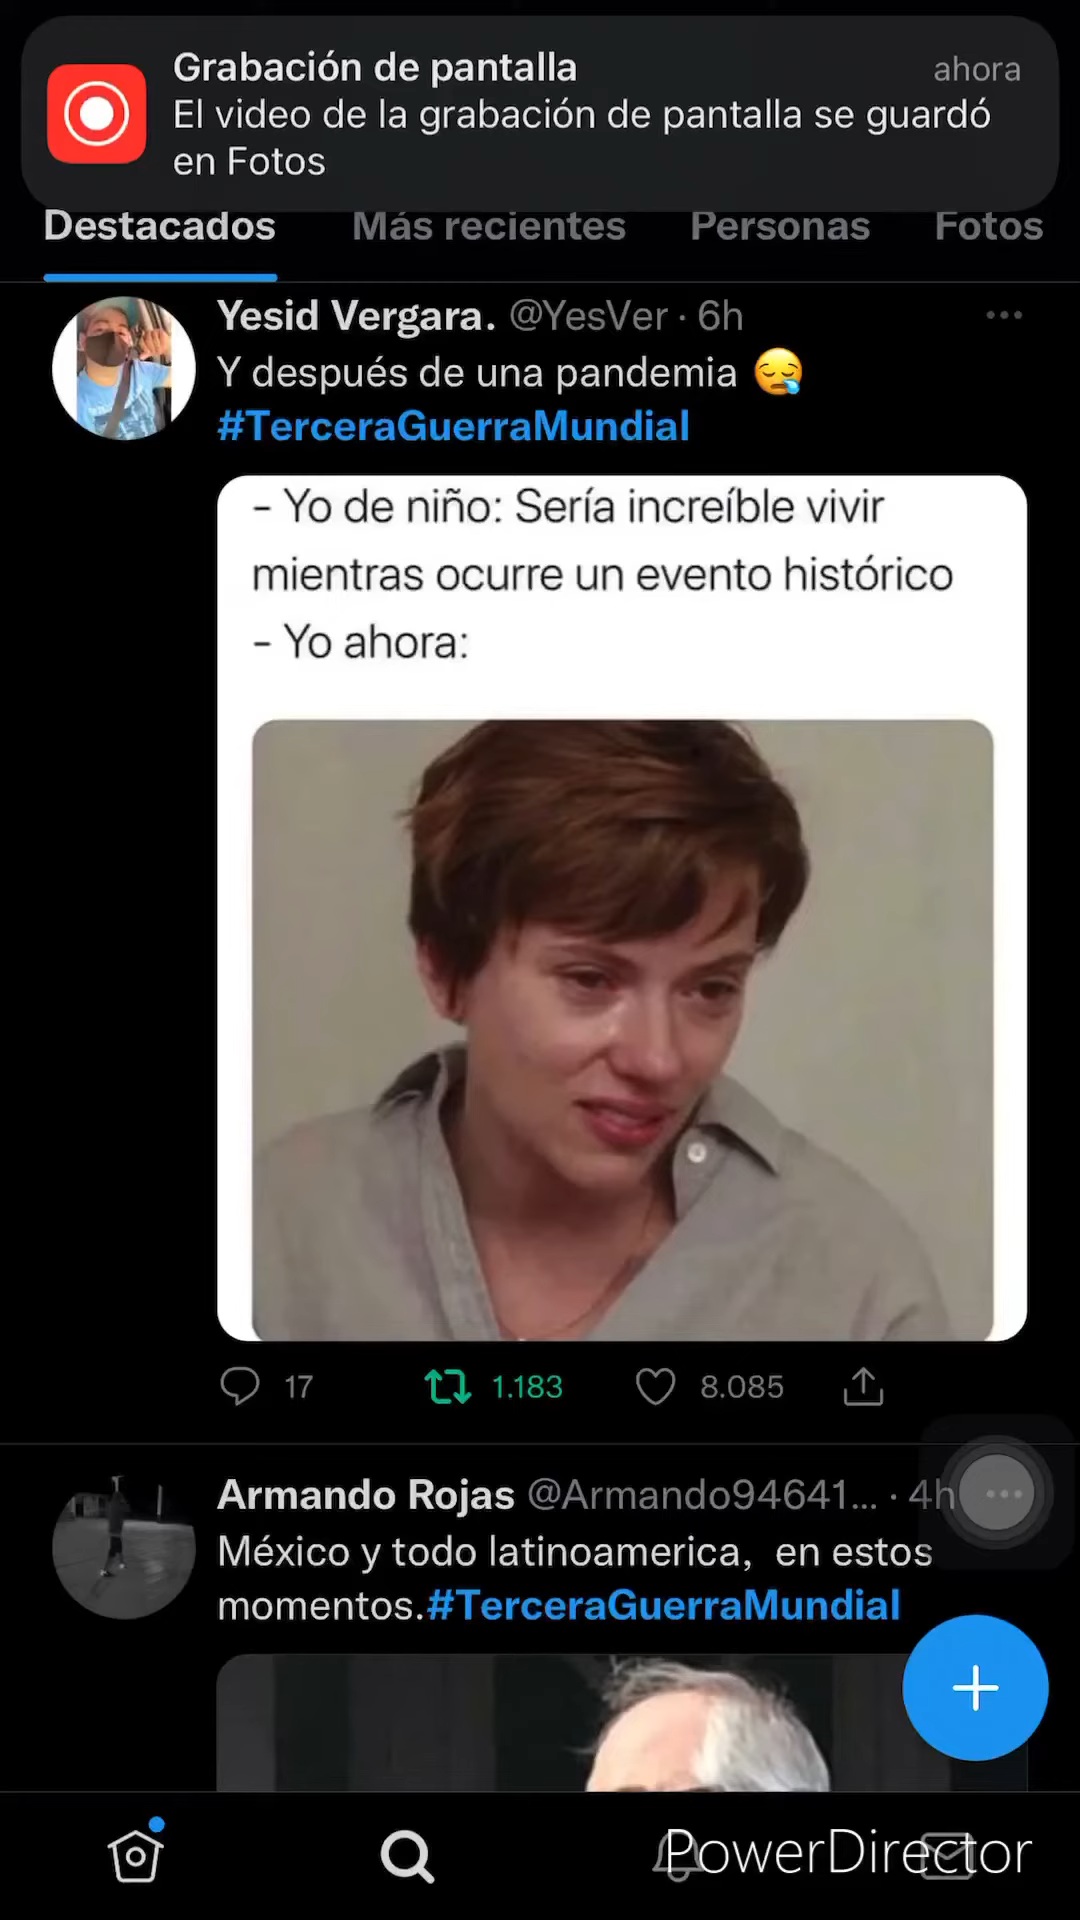 Grabación de pantalla
ahora
El video de la grabación de pantalla se guardó
en Fotos
Destacados
Más recientes
Personas
Fotos
Yesid Vergara. @YesVer · 6h
Y después de una pandemia 😪
#TerceraGuerraMundial
- Yo de niño: Sería increíble vivir
mientras ocurre un evento histórico
- Yo ahora:
17
1.183
8.085
Armando Rojas @Armando94641... · 4h
México y todo latinoamerica, en estos
momentos.#TerceraGuerraMundial
PowerDirector